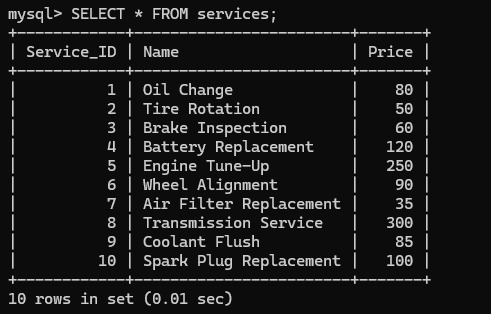 mysql> SELECT * FROM services;
+------------+------------------------+-------+
| Service_ID | Name                   | Price |
+------------+------------------------+-------+
|          1 | Oil Change             |    80 |
|          2 | Tire Rotation          |    50 |
|          3 | Brake Inspection       |    60 |
|          4 | Battery Replacement    |   120 |
|          5 | Engine Tune-Up         |   250 |
|          6 | Wheel Alignment        |    90 |
|          7 | Air Filter Replacement |    35 |
|          8 | Transmission Service   |   300 |
|          9 | Coolant Flush          |    85 |
|         10 | Spark Plug Replacement |   100 |
+------------+------------------------+-------+
10 rows in set (0.01 sec)